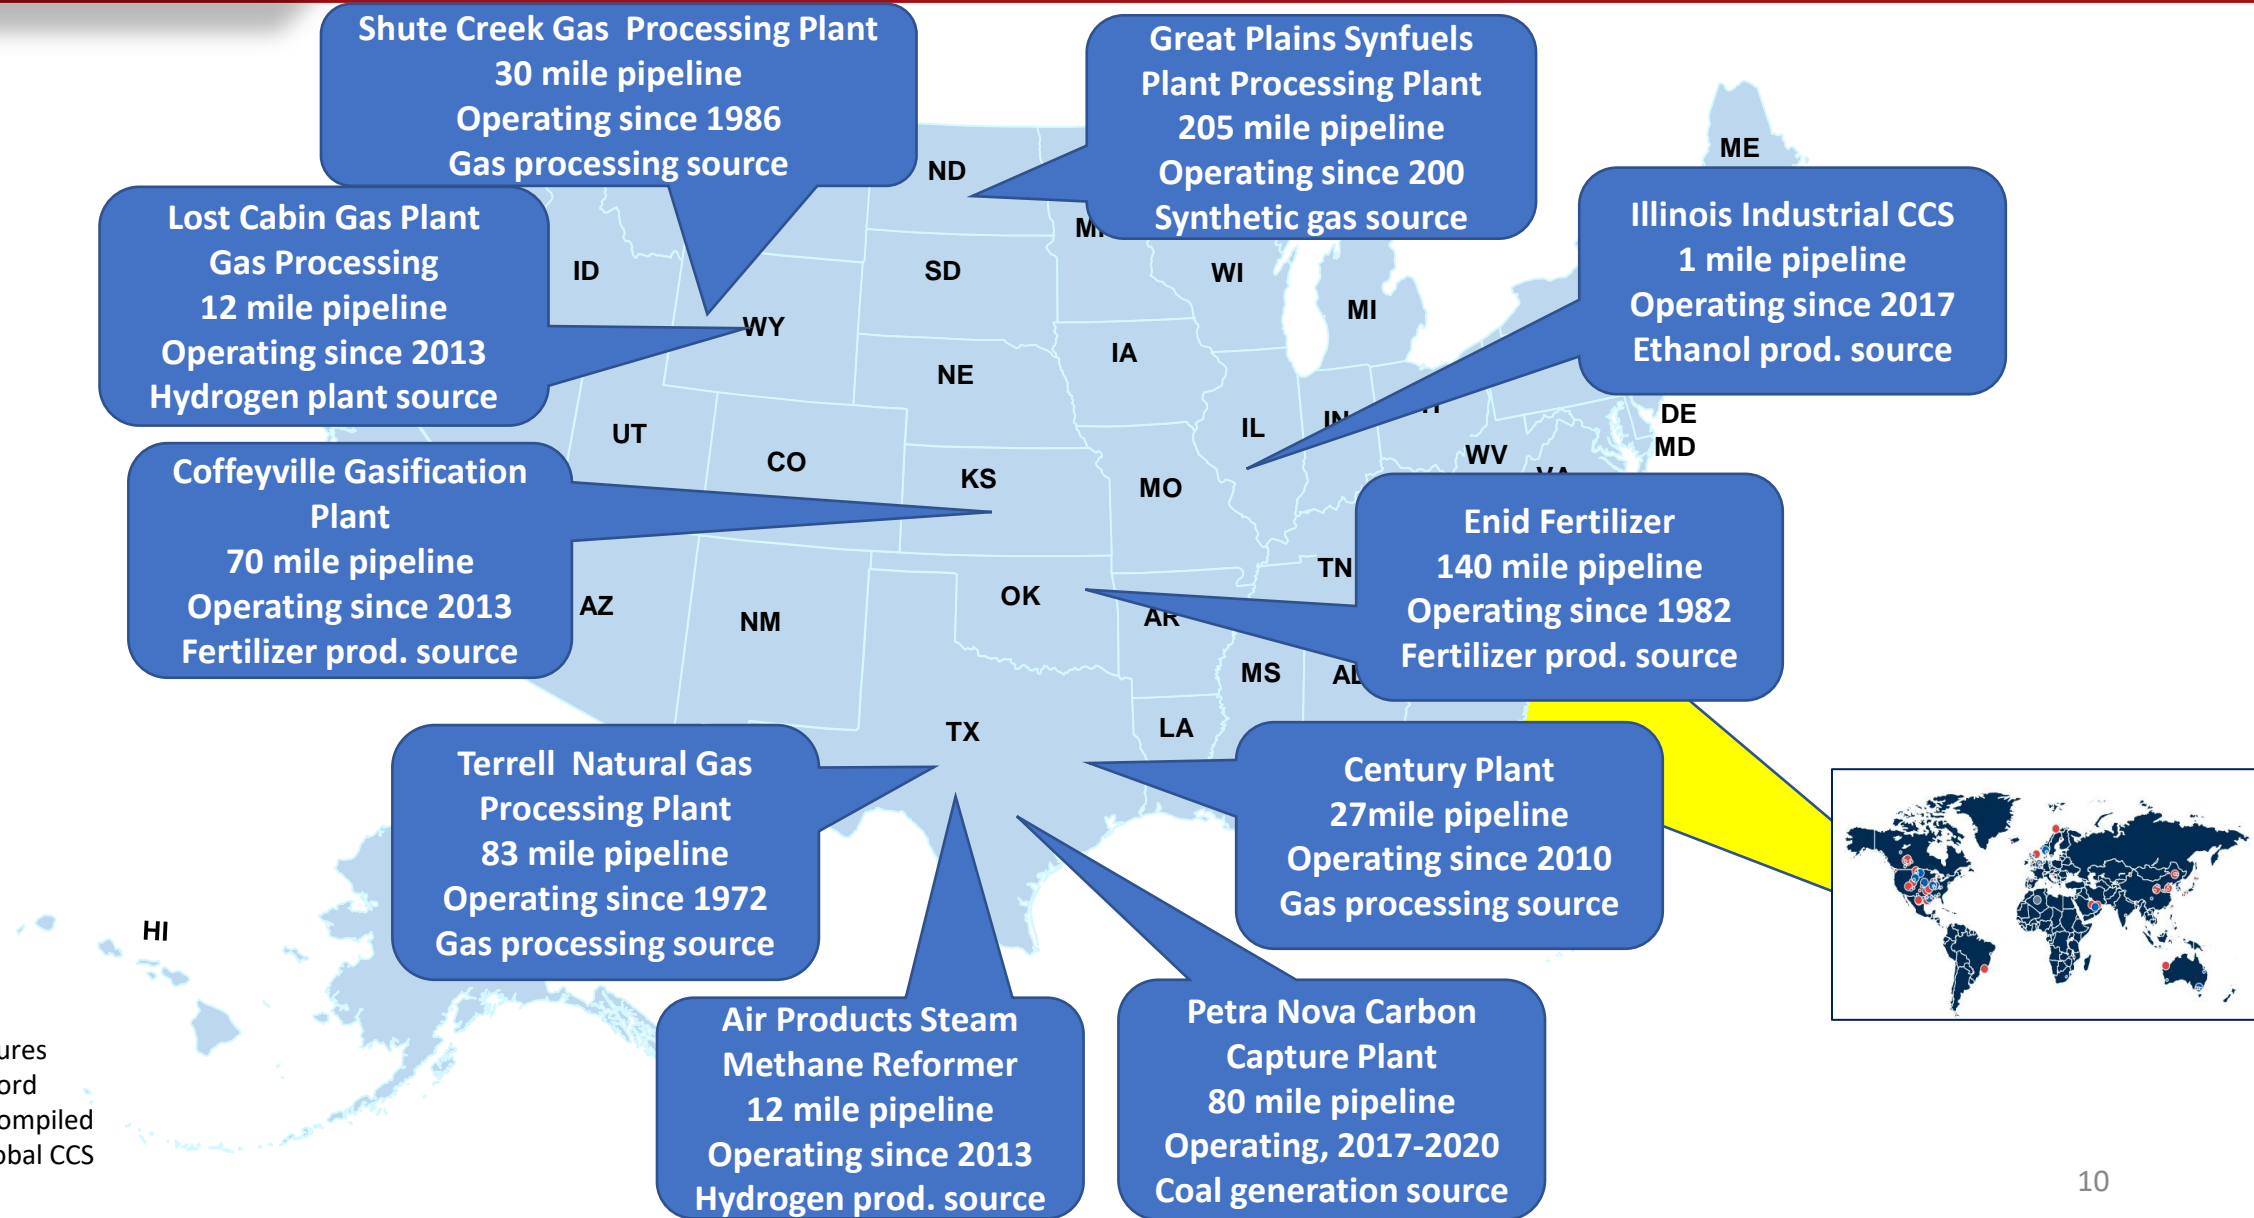 Shute Creek Gas Processing Plant
30 mile pipeline
Operating since 1986
Gas processing source
Great Plains Synfuels
Plant Processing Plant
205 mile pipeline
Operating since 200
Synthetic gas source
Lost Cabin Gas Plant
Gas Processing
12 mile pipeline
Operating since 2013
Hydrogen plant source
Illinois Industrial CCS
1 mile pipeline
Operating since 2017
Ethanol prod. source
Coffeyville Gasification
Plant
70 mile pipeline
Operating since 2013
Fertilizer prod. source
Enid Fertilizer
140 mile pipeline
Operating since 1982
Fertilizer prod. source
Terrell Natural Gas
Processing Plant
83 mile pipeline
Operating since 1972
Gas processing source
Century Plant
27mile pipeline
Operating since 2010
Gas processing source
Air Products Steam
Methane Reformer
12 mile pipeline
Operating since 2013
Hydrogen prod. source
Petra Nova Carbon
Capture Plant
80 mile pipeline
Operating, 2017-2020
Coal generation source
ME
ND
ID
SD
WI
MI
WY
IA
NE
DE
MD
UT
CO
IL
IN
WV
VA
KS
MO
TN
AZ
NM
OK
AR
MS
AL
TX
LA
HI
ures
ord
ompiled
obal CCS
10